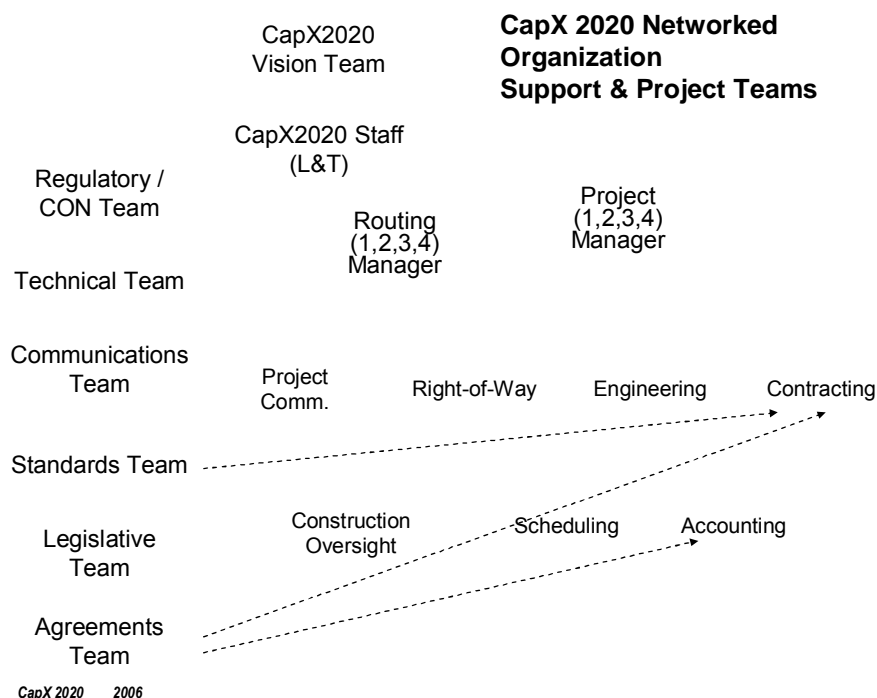 CapX2020
Vision Team
CapX 2020 Networked
Organization
Support & Project Teams
CapX2020 Staff
(L&T)
Regulatory /
CON Team
Routing
(1,2,3,4)
Manager
Project
(1,2,3,4)
Manager
Technical Team
Communications
Team
Project
Comm.
Right-of-Way
Engineering
Contracting
Standards Team
Legislative
Team
Construction
Oversight
Scheduling
Accounting
Agreements
Team
CapX 2020 2006